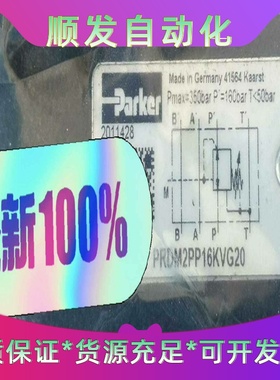 顺发自动化
Made in Germany 41564 Kaarst
Parker
Pmax=350bar P'=160bar T<50bar
2011428
B A P' T'
M
M
B A P T
新100%
PRDM2PP16KVG20
质保证*货源充足*可开